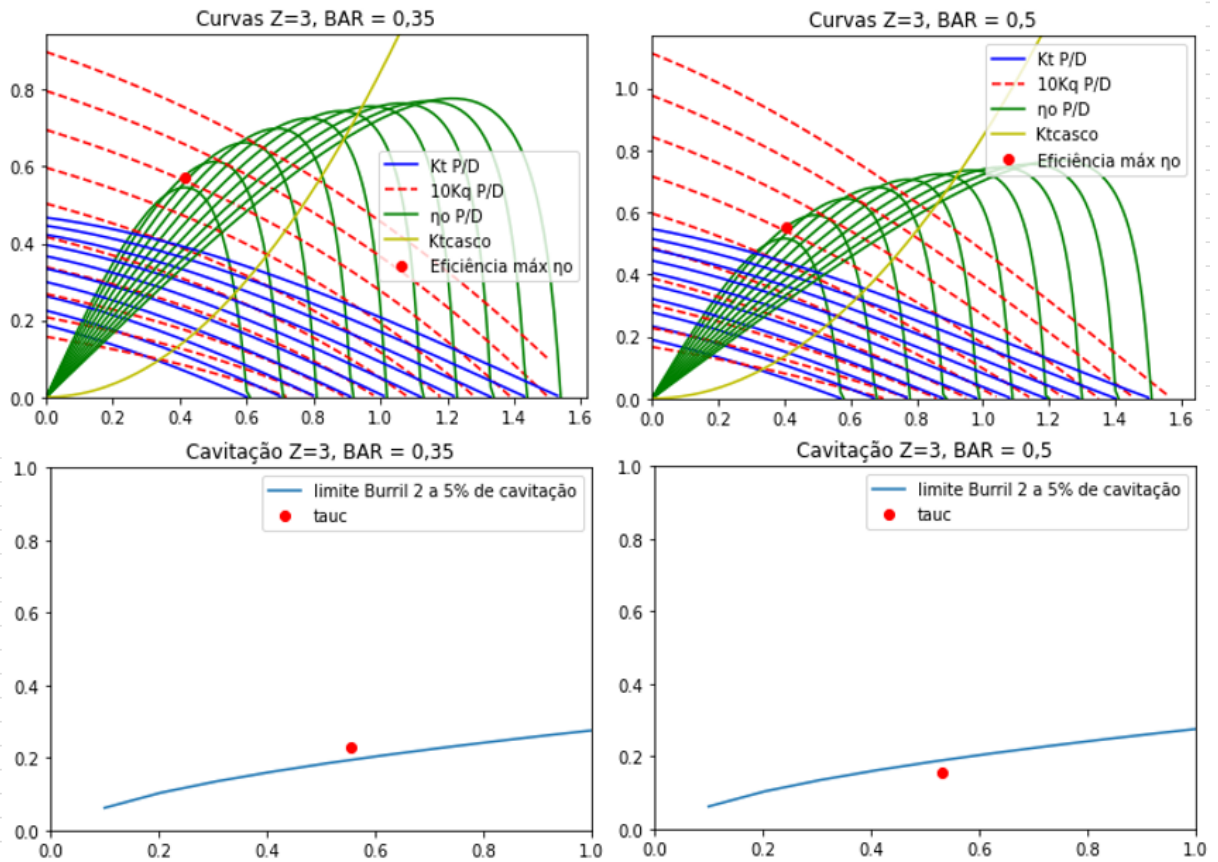 Curvas Z=3, BAR = 0,35
0.8
0.6
0.4
0.2
0.0
0.0 0.2 0.4 0.6 0.8 1.0 1.2 1.4 1.6
Kt P/D
10Kq P/D
ηo P/D
Ktcasco
Eficiência máx ηo
Curvas Z=3, BAR = 0,5
1.0
0.8
0.6
0.4
0.2
0.0
0.0 0.2 0.4 0.6 0.8 1.0 1.2 1.4 1.6
Kt P/D
10Kq P/D
ηo P/D
Ktcasco
Eficiência máx ηo
Cavitação Z=3, BAR = 0,35
1.0
0.8
0.6
0.4
0.2
0.0
0.0 0.2 0.4 0.6 0.8 1.0
limite Burril 2 a 5% de cavitação
tauc
Cavitação Z=3, BAR = 0,5
1.0
0.8
0.6
0.4
0.2
0.0
0.0 0.2 0.4 0.6 0.8 1.0
limite Burril 2 a 5% de cavitação
tauc